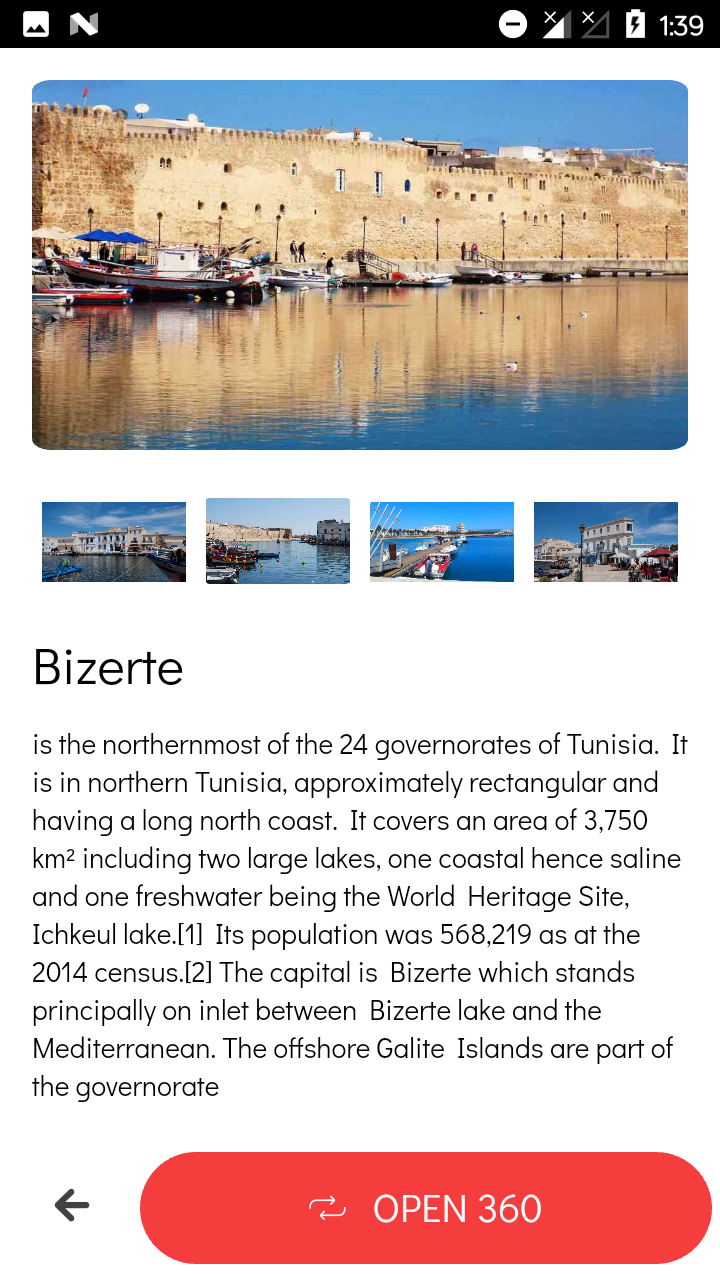 1:39
Bizerte
is the northernmost of the 24 governorates of Tunisia. It
is in northern Tunisia, approximately rectangular and
having a long north coast. It covers an area of 3,750
km² including two large lakes, one coastal hence saline
and one freshwater being the World Heritage Site,
Ichkeul lake.[1] Its population was 568,219 as at the
2014 census.[2] The capital is Bizerte which stands
principally on inlet between Bizerte lake and the
Mediterranean. The offshore Galite Islands are part of
the governorate
OPEN 360